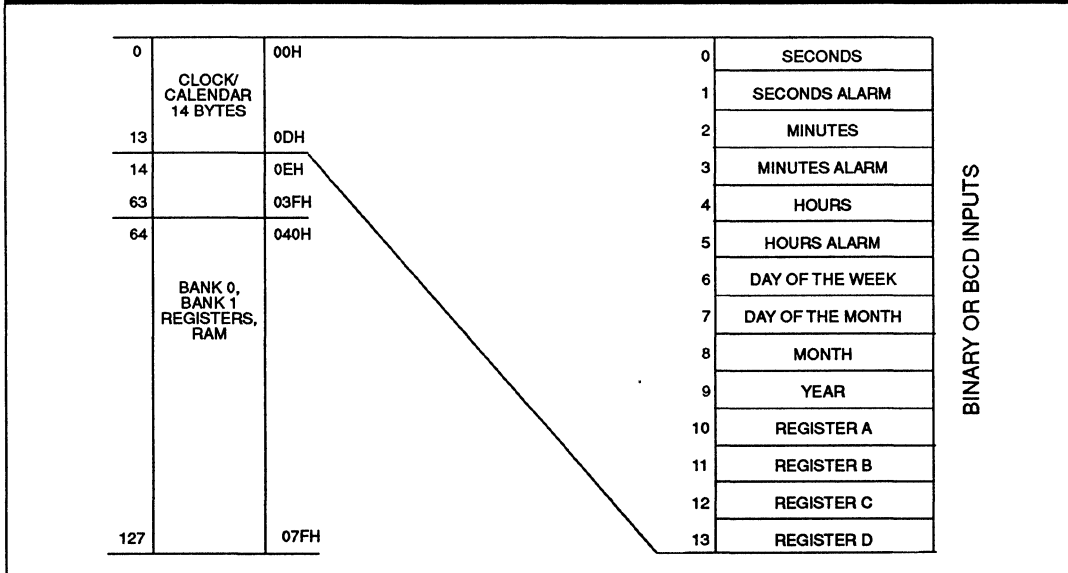 0 00H
CLOCK/
CALENDAR
14 BYTES
13 0DH
14 0EH
63 03FH
64 040H
BANK 0,
BANK 1
REGISTERS,
RAM
127 07FH
0 SECONDS
1 SECONDS ALARM
2 MINUTES
3 MINUTES ALARM
4 HOURS
5 HOURS ALARM
6 DAY OF THE WEEK
7 DAY OF THE MONTH
8 MONTH
9 YEAR
10 REGISTER A
11 REGISTER B
12 REGISTER C
13 REGISTER D
BINARY OR BCD INPUTS